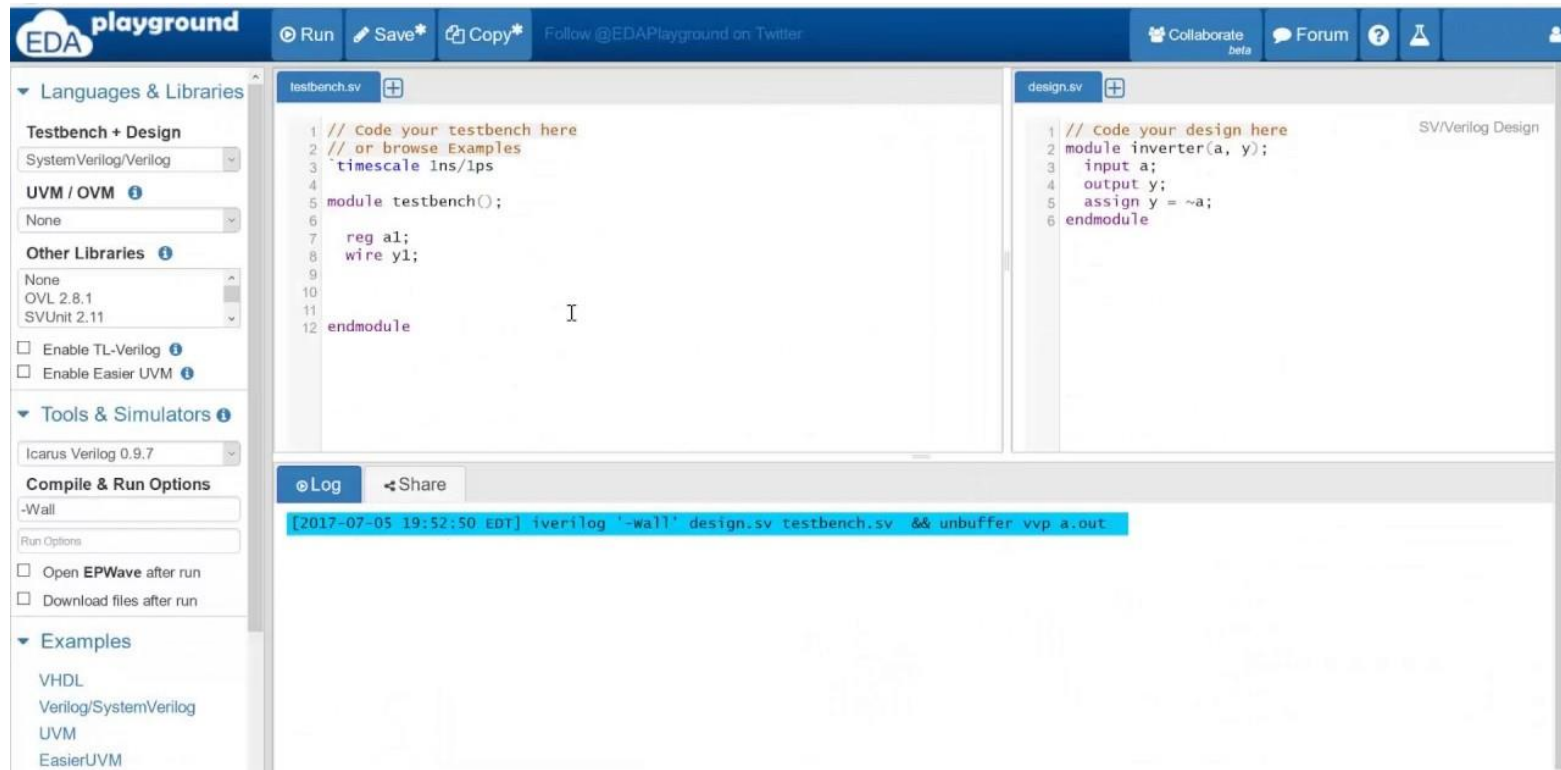 EDA playground
Run Save* Copy* Follow @EDAPlayground on Twitter Collaborate beta Forum ?
Languages & Libraries
Testbench + Design
SystemVerilog/Verilog
UVM / OVM
None
Other Libraries
None
OVL 2.8.1
SVUnit 2.11
Enable TL-Verilog
Enable Easier UVM
Tools & Simulators
Icarus Verilog 0.9.7
Compile & Run Options
-Wall
Run Options
Open EPWave after run
Download files after run
Examples
VHDL
Verilog/SystemVerilog
UVM
EasierUVM
testbench.sv
1 // Code your testbench here
2 // or browse Examples
3 `timescale 1ns/1ps
4
5 module testbench();
6
7 reg a1;
8 wire y1;
9
10
11
12 endmodule
design.sv
SV/Verilog Design
1 // Code your design here
2 module inverter(a, y);
3 input a;
4 output y;
5 assign y = ~a;
6 endmodule
Log Share
[2017-07-05 19:52:50 EDT] iverilog '-Wall' design.sv testbench.sv && unbuffer vvp a.out